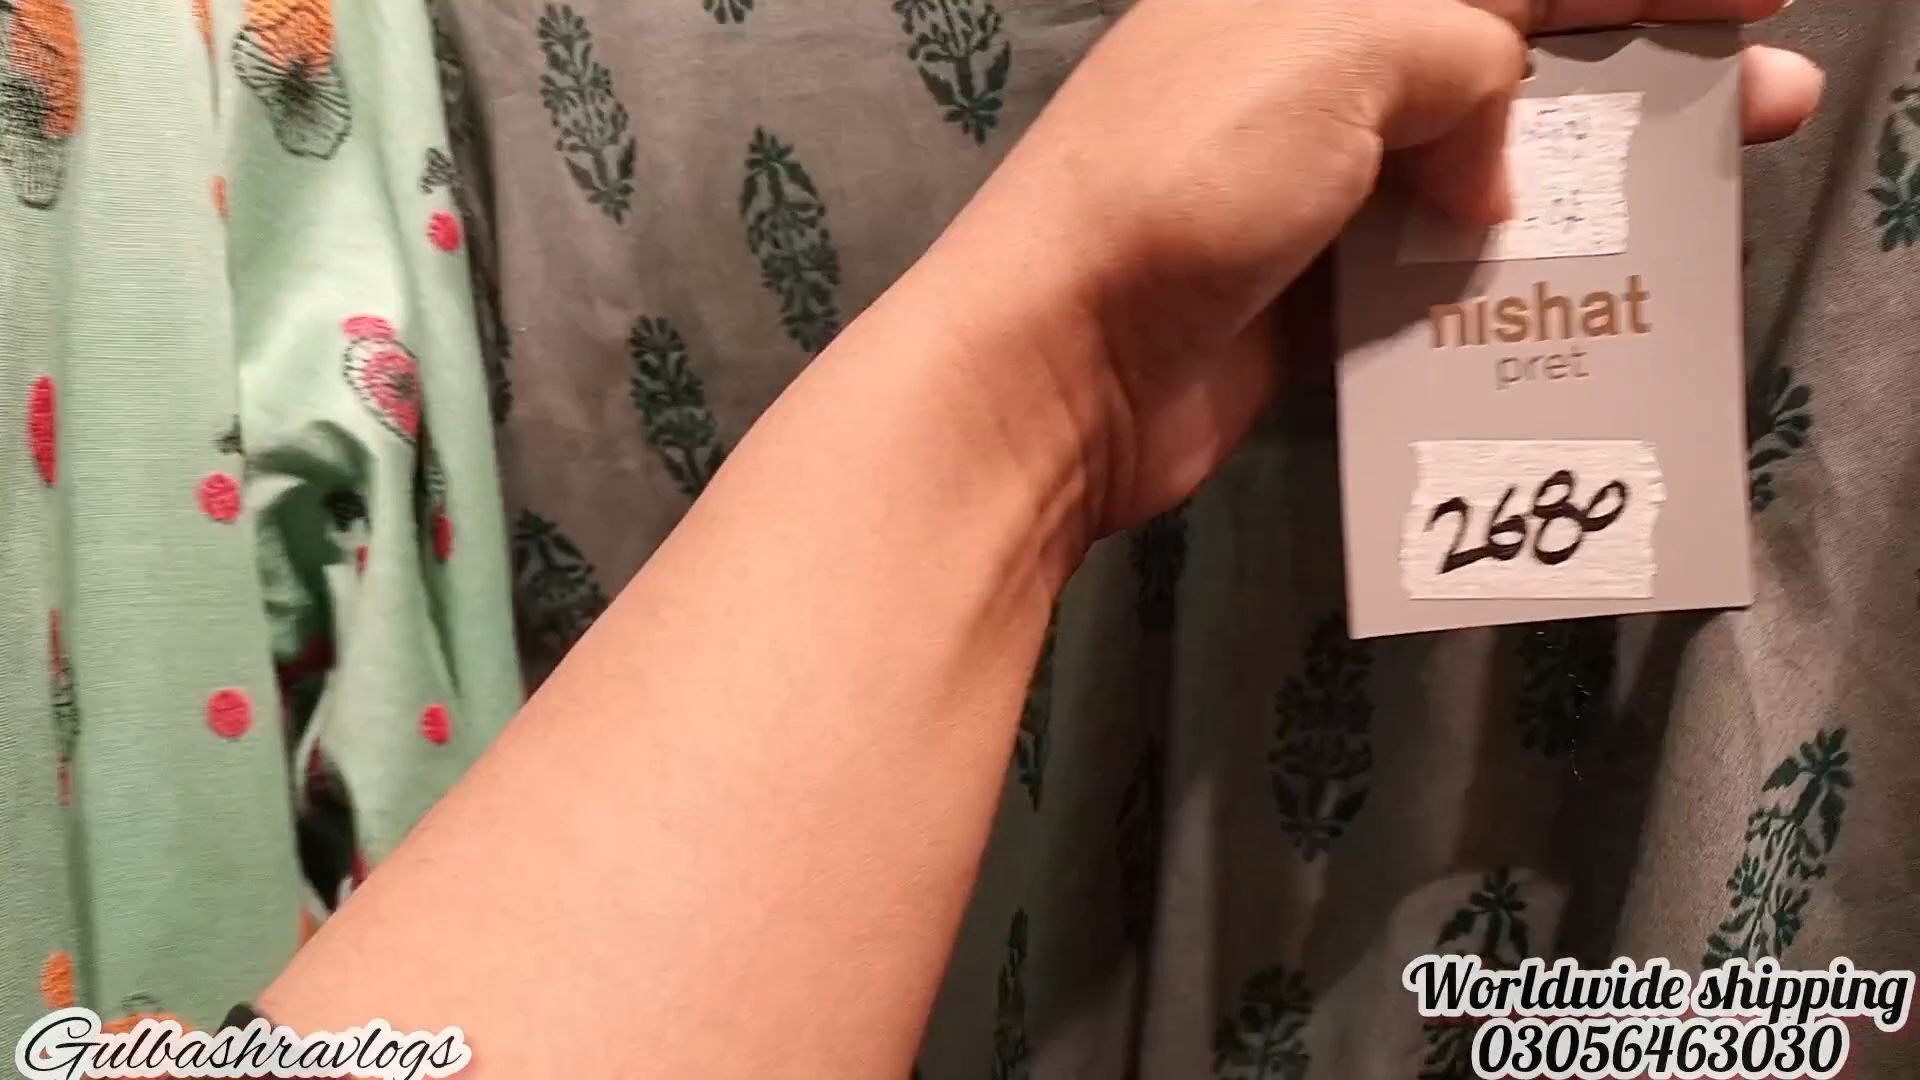 nishat
pret
2680
Worldwide shipping
03056463030
Gulbashravlogs